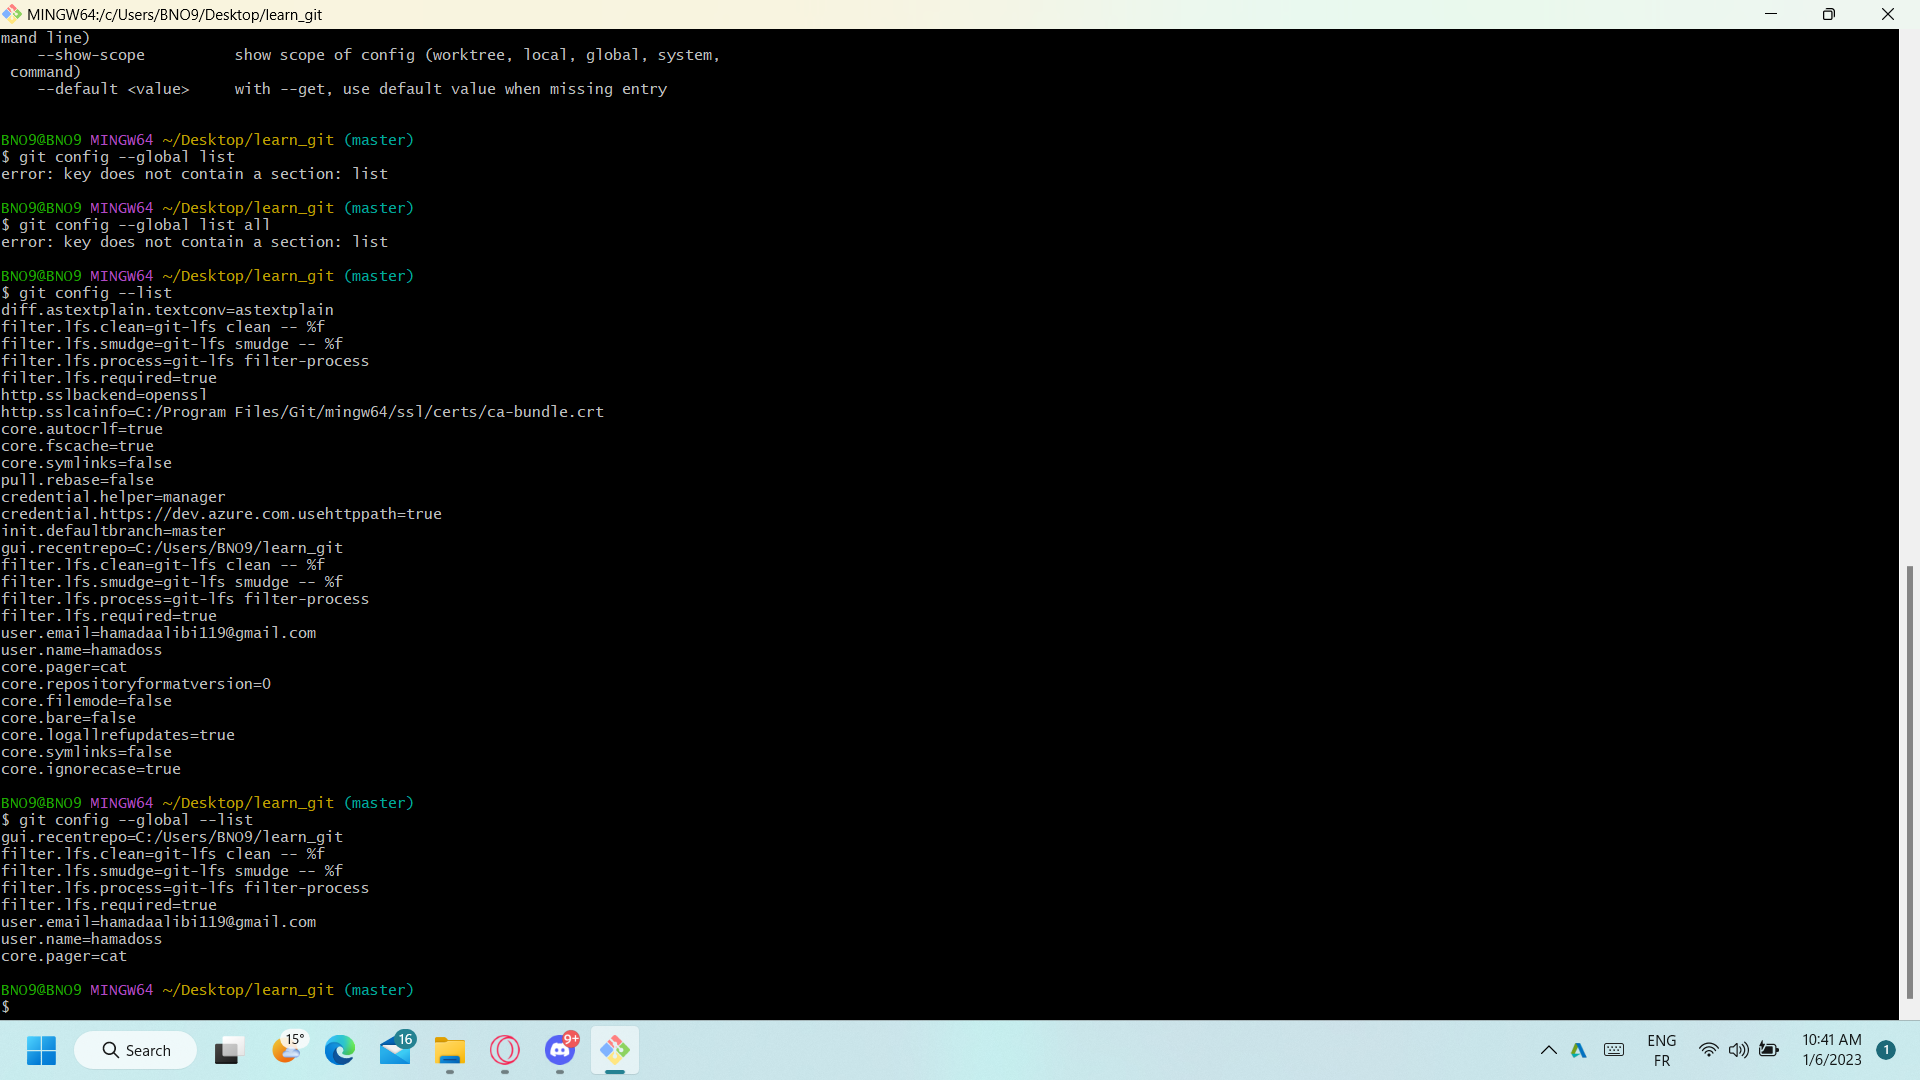 MINGW64:/c/Users/BNO9/Desktop/learn_git
mand line)
    --show-scope          show scope of config (worktree, local, global, system,
 command)
    --default <value>     with --get, use default value when missing entry

BNO9@BNO9 MINGW64 ~/Desktop/learn_git (master)
$ git config --global list
error: key does not contain a section: list

BNO9@BNO9 MINGW64 ~/Desktop/learn_git (master)
$ git config --global list all
error: key does not contain a section: list

BNO9@BNO9 MINGW64 ~/Desktop/learn_git (master)
$ git config --list
diff.astextplain.textconv=astextplain
filter.lfs.clean=git-lfs clean -- %f
filter.lfs.smudge=git-lfs smudge -- %f
filter.lfs.process=git-lfs filter-process
filter.lfs.required=true
http.sslbackend=openssl
http.sslcainfo=C:/Program Files/Git/mingw64/ssl/certs/ca-bundle.crt
core.autocrlf=true
core.fscache=true
core.symlinks=false
pull.rebase=false
credential.helper=manager
credential.https://dev.azure.com.usehttppath=true
init.defaultbranch=master
gui.recentrepo=C:/Users/BNO9/learn_git
filter.lfs.clean=git-lfs clean -- %f
filter.lfs.smudge=git-lfs smudge -- %f
filter.lfs.process=git-lfs filter-process
filter.lfs.required=true
user.email=hamadaalibi119@gmail.com
user.name=hamadoss
core.pager=cat
core.repositoryformatversion=0
core.filemode=false
core.bare=false
core.logallrefupdates=true
core.symlinks=false
core.ignorecase=true

BNO9@BNO9 MINGW64 ~/Desktop/learn_git (master)
$ git config --global --list
gui.recentrepo=C:/Users/BNO9/learn_git
filter.lfs.clean=git-lfs clean -- %f
filter.lfs.smudge=git-lfs smudge -- %f
filter.lfs.process=git-lfs filter-process
filter.lfs.required=true
user.email=hamadaalibi119@gmail.com
user.name=hamadoss
core.pager=cat

BNO9@BNO9 MINGW64 ~/Desktop/learn_git (master)
$
Search
15°
16
9+
ENG
FR
10:41 AM
1/6/2023
1